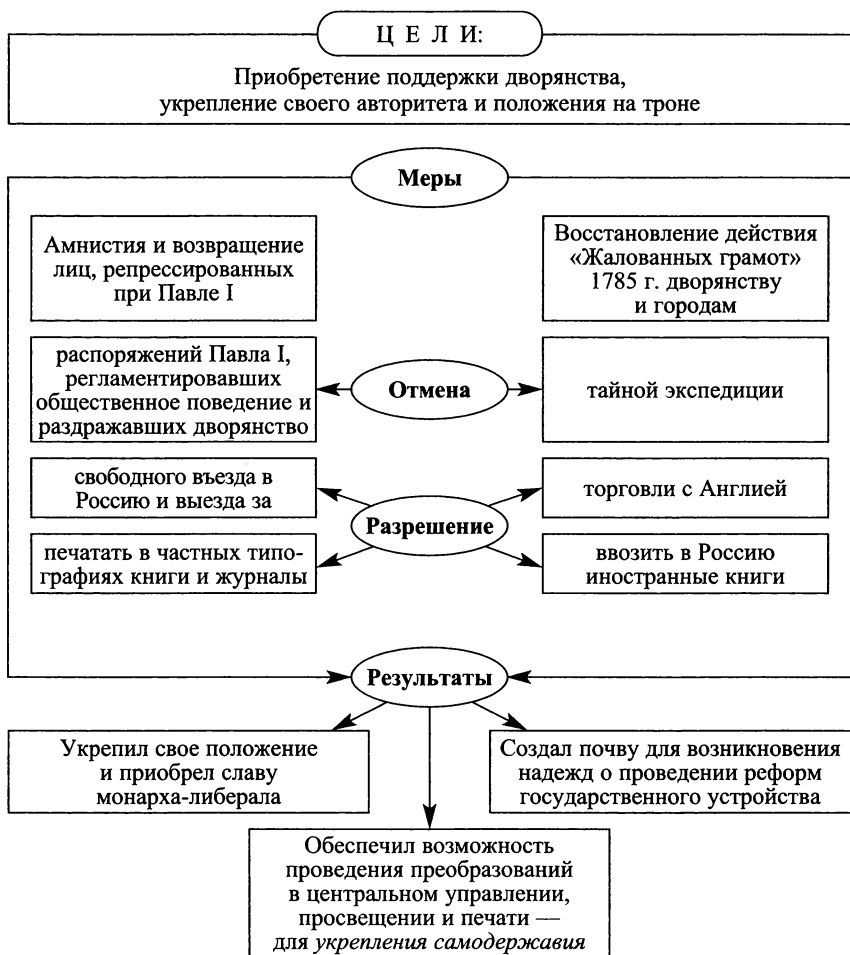 Ц Е Л И:
Приобретение поддержки дворянства,
укрепление своего авторитета и положения на троне
Меры
Амнистия и возвращение
лиц, репрессированных
при Павле I
Восстановление действия
«Жалованных грамот»
1785 г. дворянству
и городам
распоряжений Павла I,
регламентировавших
общественное поведение и
раздражавших дворянство
Отмена
тайной экспедиции
свободного въезда в
Россию и выезда за
торговли с Англией
Разрешение
печатать в частных типо-
графиях книги и журналы
ввозить в Россию
иностранные книги
Результаты
Укрепил свое положение
и приобрел славу
монарха-либерала
Создал почву для возникновения
надежд о проведении реформ
государственного устройства
Обеспечил возможность
проведения преобразований
в центральном управлении,
просвещении и печати —
для укрепления самодержавия